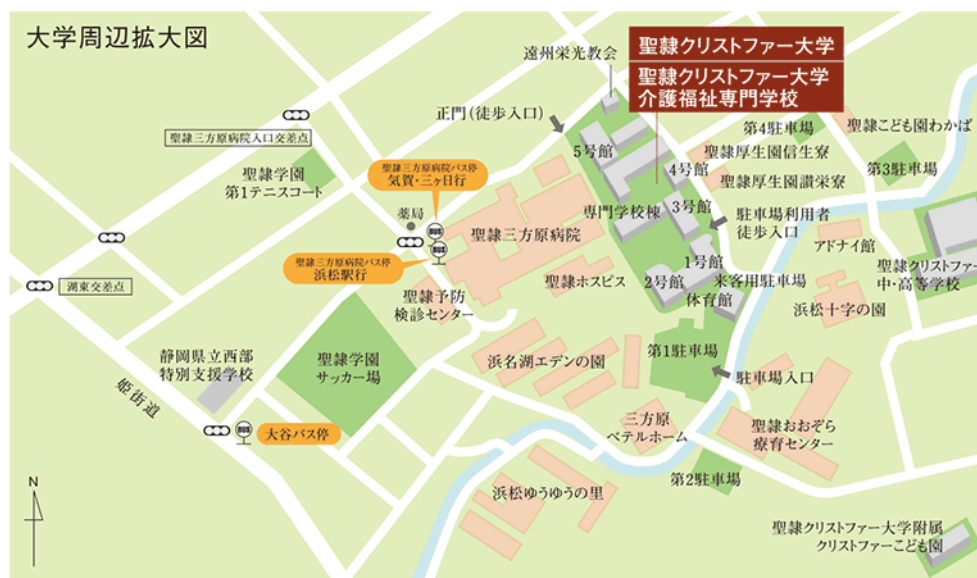 大学周辺拡大図
聖隷クリストファー大学
聖隷クリストファー大学
介護福祉専門学校
遠州栄光教会
正門(徒歩入口)
聖隷三方原病院入口交差点
聖隷学園
第1テニスコート
聖隷三方原病院バス停
気賀・三ヶ日行
薬局
聖隷三方原病院バス停
浜松駅行
湖東交差点
聖隷三方原病院
聖隷予防
検診センター
聖隷ホスピス
5号館
4号館
専門学校棟
3号館
1号館
2号館
体育館
来客用駐車場
第4駐車場
聖隷こども園わかば
聖隷厚生園信生寮
聖隷厚生園讃栄寮
第3駐車場
駐車場利用者
徒歩入口
アドナイ館
聖隷クリストファー
中・高等学校
浜松十字の園
静岡県立西部
特別支援学校
聖隷学園
サッカー場
浜名湖エデンの園
第1駐車場
駐車場入口
姫街道
大谷バス停
三方原
ベテルホーム
聖隷おおぞら
療育センター
第2駐車場
浜松ゆうゆうの里
聖隷クリストファー大学附属
クリストファーこども園
N